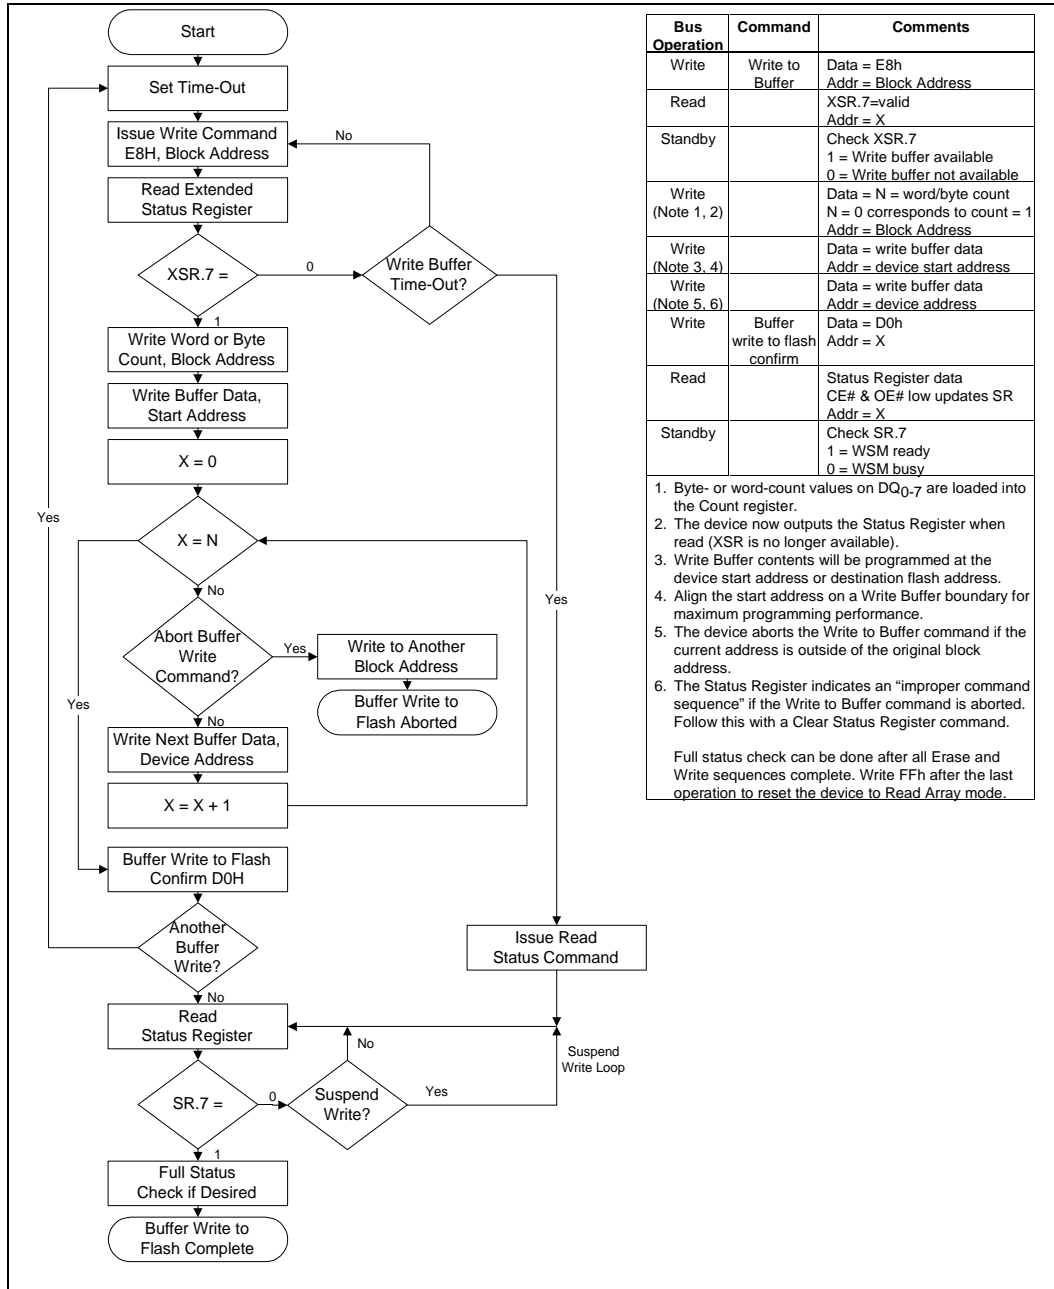 Start
Set Time-Out
Issue Write Command
E8H, Block Address
No
Read Extended
Status Register
XSR.7 =
0
Write Buffer
Time-Out?
1
Write Word or Byte
Count, Block Address
Write Buffer Data,
Start Address
X = 0
Yes
X = N
No
Yes
Abort Buffer
Write
Command?
Yes
Write to Another
Block Address
Buffer Write to
Flash Aborted
Yes
No
Write Next Buffer Data,
Device Address
X = X + 1
Buffer Write to Flash
Confirm D0H
Another
Buffer
Write?
Issue Read
Status Command
No
Read
Status Register
No
Suspend
Write Loop
SR.7 =
0
Suspend
Write?
Yes
1
Full Status
Check if Desired
Buffer Write to
Flash Complete
Bus
Operation
Command
Comments
Write
Write to
Buffer
Data = E8h
Addr = Block Address
Read
XSR.7=valid
Addr = X
Standby
Check XSR.7
1 = Write buffer available
0 = Write buffer not available
Write
(Note 1, 2)
Data = N = word/byte count
N = 0 corresponds to count = 1
Addr = Block Address
Write
(Note 3, 4)
Data = write buffer data
Addr = device start address
Write
(Note 5, 6)
Data = write buffer data
Addr = device address
Write
Buffer
write to flash
confirm
Data = D0h
Addr = X
Read
Status Register data
CE# & OE# low updates SR
Addr = X
Standby
Check SR.7
1 = WSM ready
0 = WSM busy
1. Byte- or word-count values on DQ0-7 are loaded into
the Count register.
2. The device now outputs the Status Register when
read (XSR is no longer available).
3. Write Buffer contents will be programmed at the
device start address or destination flash address.
4. Align the start address on a Write Buffer boundary for
maximum programming performance.
5. The device aborts the Write to Buffer command if the
current address is outside of the original block
address.
6. The Status Register indicates an “improper command
sequence” if the Write to Buffer command is aborted.
Follow this with a Clear Status Register command.
Full status check can be done after all Erase and
Write sequences complete. Write FFh after the last
operation to reset the device to Read Array mode.